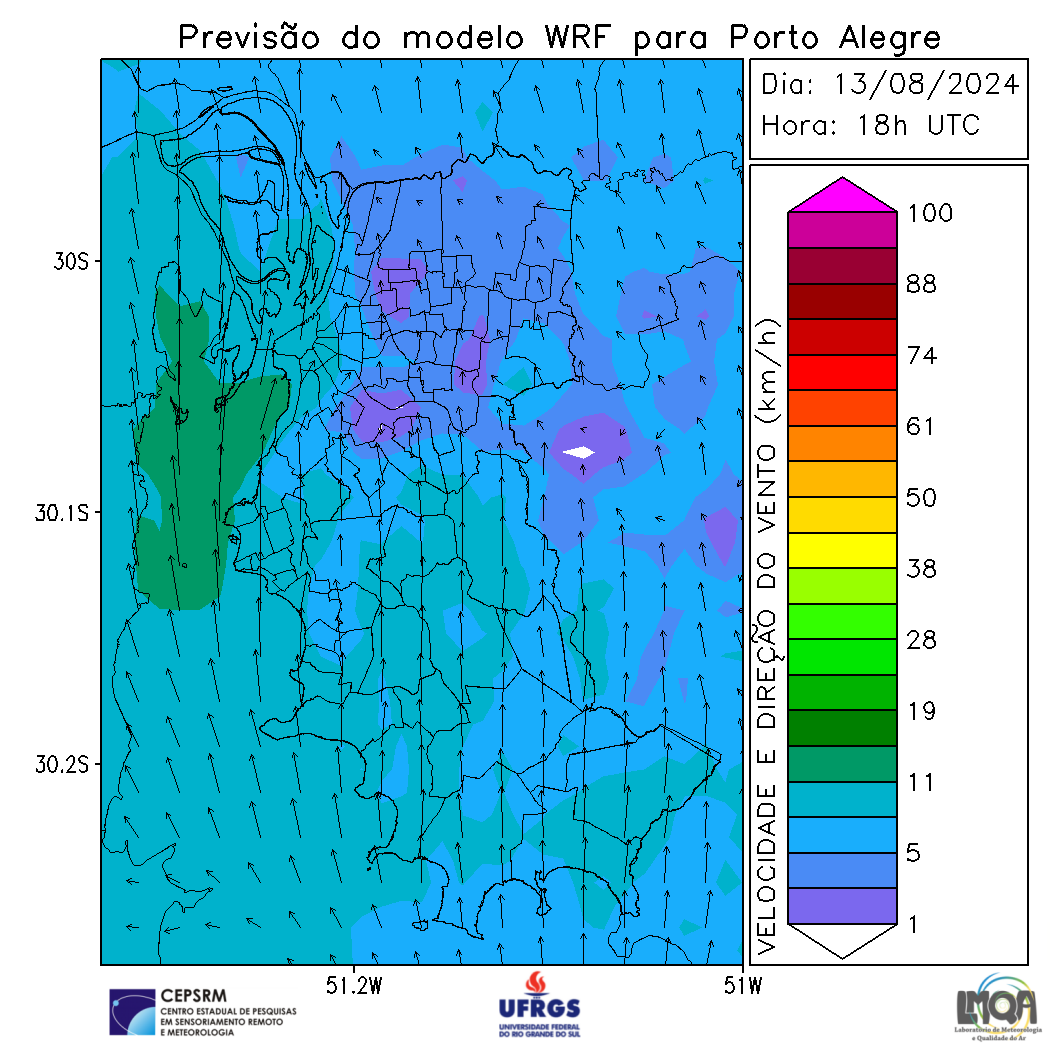 Previsão do modelo WRF para Porto Alegre
Dia: 13/08/2024
Hora: 18h UTC
30S
30.1S
30.2S
51.2W
51W
VELOCIDADE E DIREÇÃO DO VENTO (km/h)
100
88
74
61
50
38
28
19
11
5
1
CEPSRM
CENTRO ESTADUAL DE PESQUISAS
EM SENSORIAMENTO REMOTO
E METEOROLOGIA
UFRGS
UNIVERSIDADE FEDERAL
DO RIO GRANDE DO SUL
LMQA
Laboratório de Meteorologia
e Qualidade do Ar